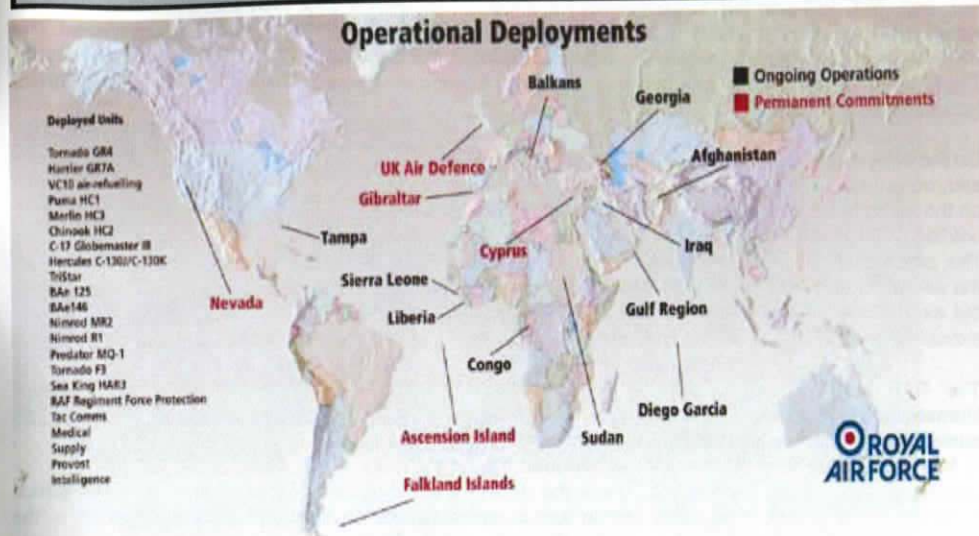 Operational Deployments
Ongoing Operations
Permanent Commitments
Deployed Units
Tornado GR4
Harrier GR7A
VC10 air-refuelling
Puma HC1
Merlin HC3
Chinook HC2
C-17 Globemaster III
Hercules C-130J/C-130K
TriStar
BAe 125
BAe146
Nimrod MR2
Nimrod R1
Predator MQ-1
Tornado F3
Sea King HAR3
RAF Regiment Force Protection
Tac Comms
Medical
Supply
Provost
Intelligence
Balkans
Georgia
Afghanistan
UK Air Defence
Gibraltar
Tampa
Cyprus
Iraq
Sierra Leone
Nevada
Liberia
Gulf Region
Congo
Diego Garcia
Ascension Island
Sudan
Falkland Islands
ROYAL
AIR FORCE